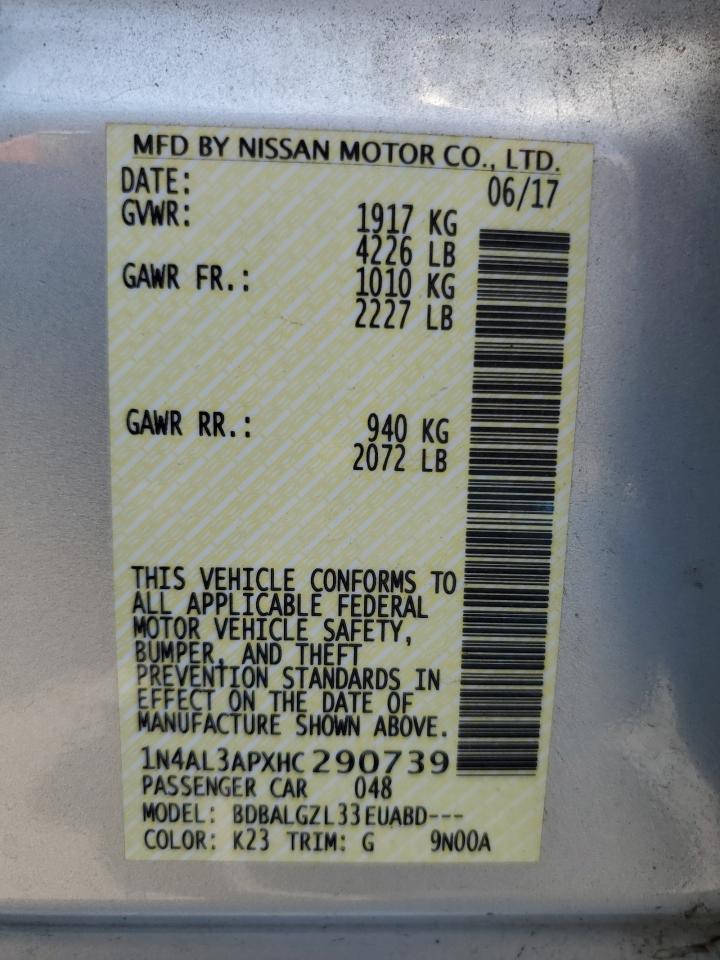 MFD BY NISSAN MOTOR CO., LTD.
DATE: 06/17
GVWR: 1917 KG
4226 LB
GAWR FR.: 1010 KG
2227 LB
GAWR RR.: 940 KG
2072 LB
THIS VEHICLE CONFORMS TO
ALL APPLICABLE FEDERAL
MOTOR VEHICLE SAFETY,
BUMPER, AND THEFT
PREVENTION STANDARDS IN
EFFECT ON THE DATE OF
MANUFACTURE SHOWN ABOVE.
1N4AL3APXHC290739
PASSENGER CAR 048
MODEL: BDBALGZL33EUABD---
COLOR: K23 TRIM: G 9N00A